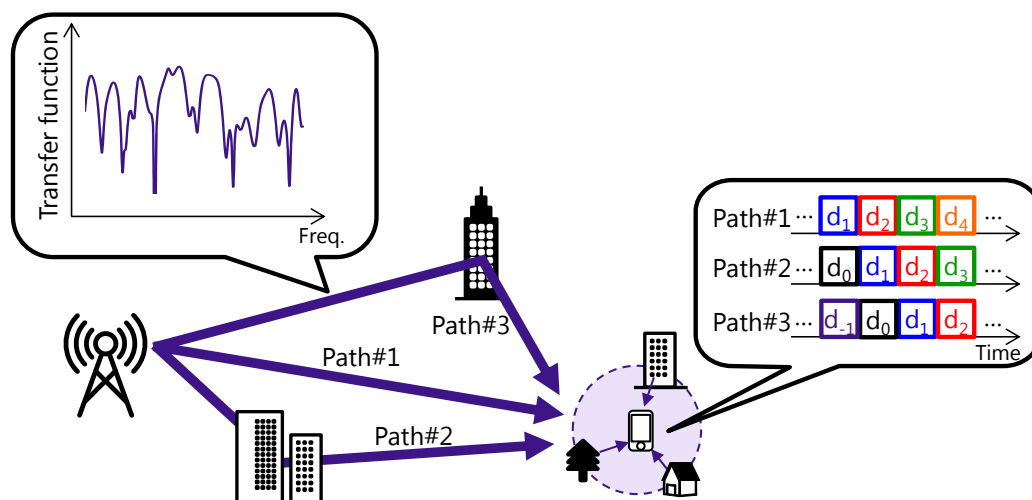 Transfer function
Freq.
Path#3
Path#1
Path#2
Path#1 ... d₁ d₂ d₃ d₄ ...
Path#2 ... d₀ d₁ d₂ d₃ ...
Path#3 ... d₋₁ d₀ d₁ d₂ ...
Time